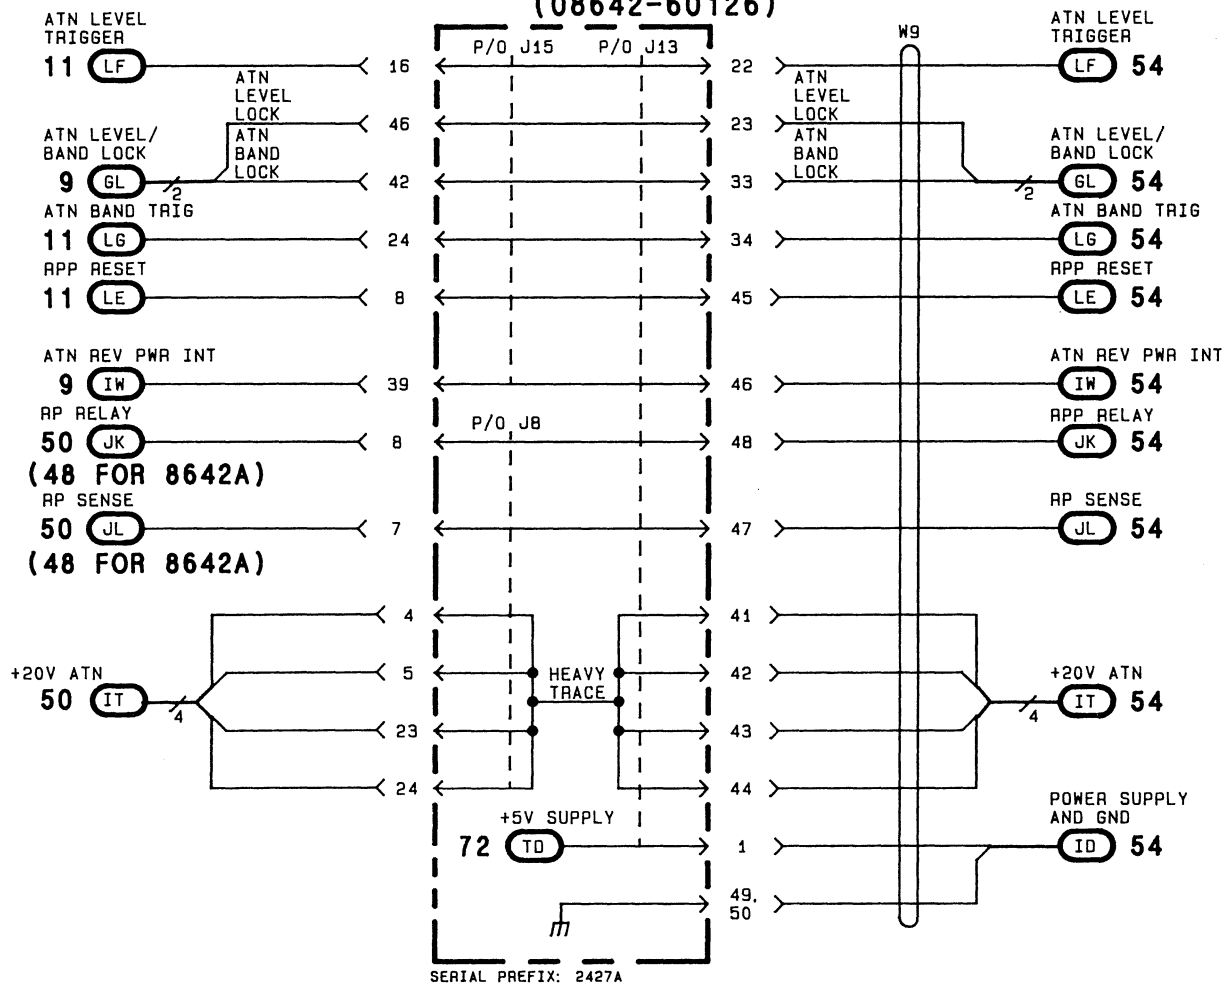 (08642-60126)
ATN LEVEL
TRIGGER
11 LF
16
P/O J15
P/O J13
22
W9
ATN LEVEL
TRIGGER
LF 54
ATN
LEVEL
LOCK
46
23
ATN
LEVEL
LOCK
ATN LEVEL/
BAND LOCK
9 GL
2
ATN
BAND
LOCK
42
33
ATN
BAND
LOCK
2
ATN LEVEL/
BAND LOCK
GL 54
ATN BAND TRIG
11 LG
24
34
ATN BAND TRIG
LG 54
RPP RESET
11 LE
8
45
RPP RESET
LE 54
ATN REV PWR INT
9 IW
39
46
ATN REV PWR INT
IW 54
RP RELAY
50 JK
(48 FOR 8642A)
8
P/O J8
48
RPP RELAY
JK 54
RP SENSE
50 JL
(48 FOR 8642A)
7
47
RP SENSE
JL 54
4
41
+20V ATN
50 IT
4
5
HEAVY
TRACE
42
+20V ATN
IT 54
4
23
43
24
44
+5V SUPPLY
72 TD
1
POWER SUPPLY
AND GND
ID 54
49,
50
SERIAL PREFIX: 2427A